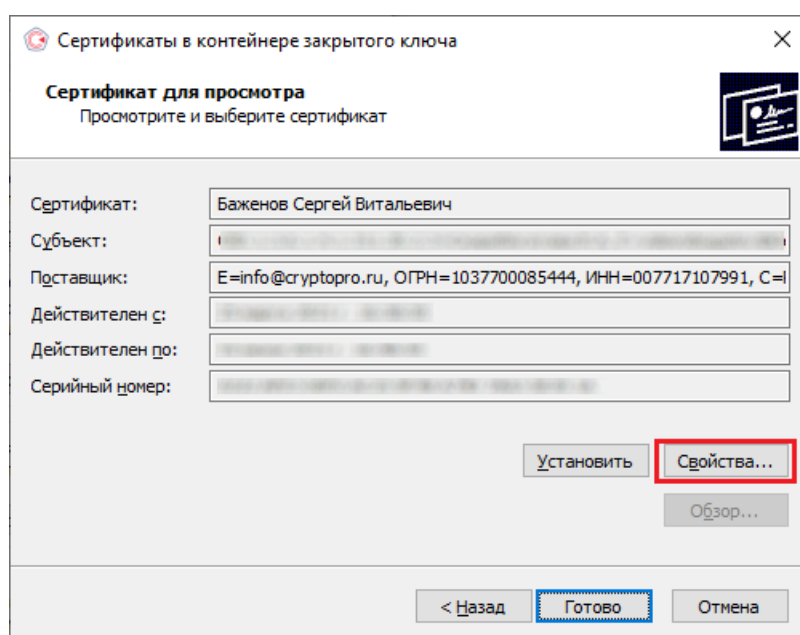 Сертификаты в контейнере закрытого ключа
Сертификат для просмотра
Просмотрите и выберите сертификат
Сертификат: Баженов Сергей Витальевич
Субъект:
Поставщик: E=info@cryptopro.ru, ОГРН=1037700085444, ИНН=007717107991, C=
Действителен с:
Действителен по:
Серийный номер:
Установить Свойства...
Обзор...
< Назад Готово Отмена